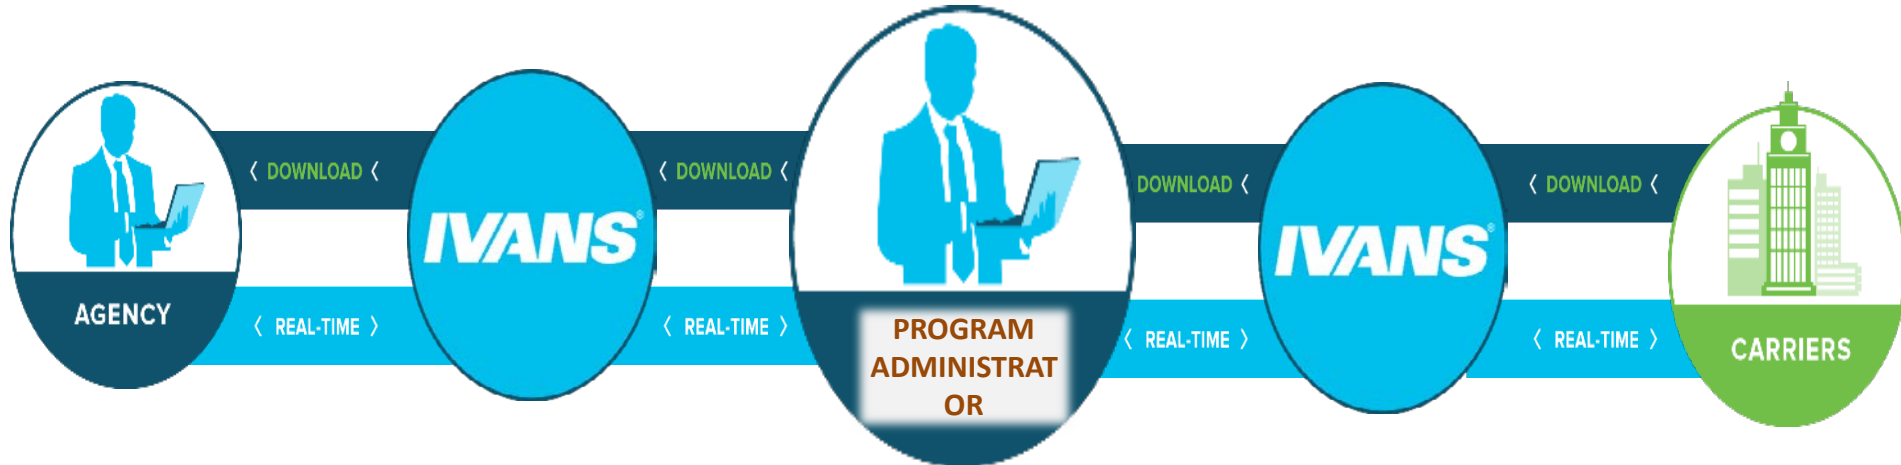 〈 DOWNLOAD 〈
〈 DOWNLOAD 〈
DOWNLOAD 〈
〈 DOWNLOAD 〈
IVANS®
IVANS®
AGENCY
〈 REAL-TIME 〉
〈 REAL-TIME 〉
PROGRAM
ADMINISTRAT
OR
〈 REAL-TIME 〉
〈 REAL-TIME 〉
CARRIERS